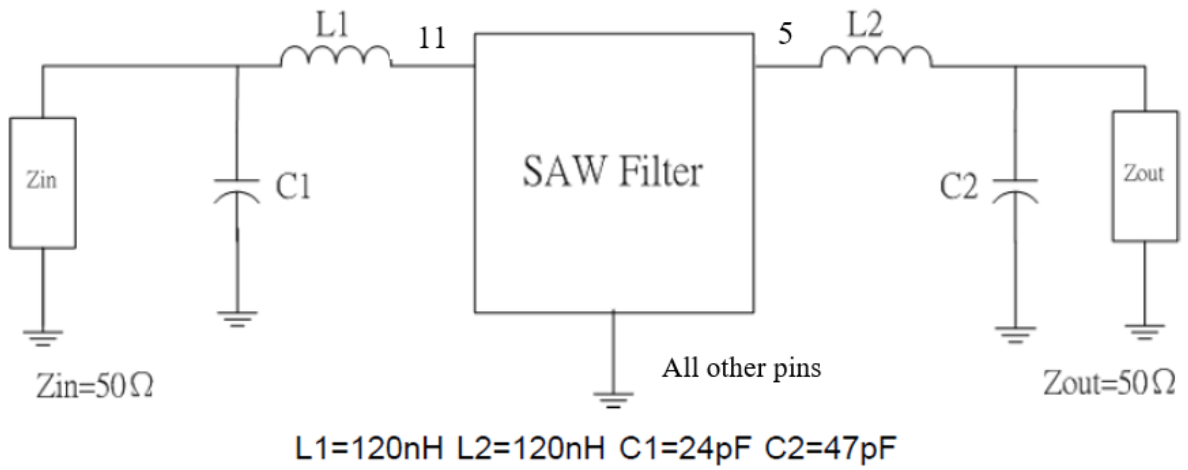 L1
11
5
L2
Zin
C1
SAW Filter
C2
Zout
Zin=50Ω
All other pins
Zout=50Ω
L1=120nH L2=120nH C1=24pF C2=47pF